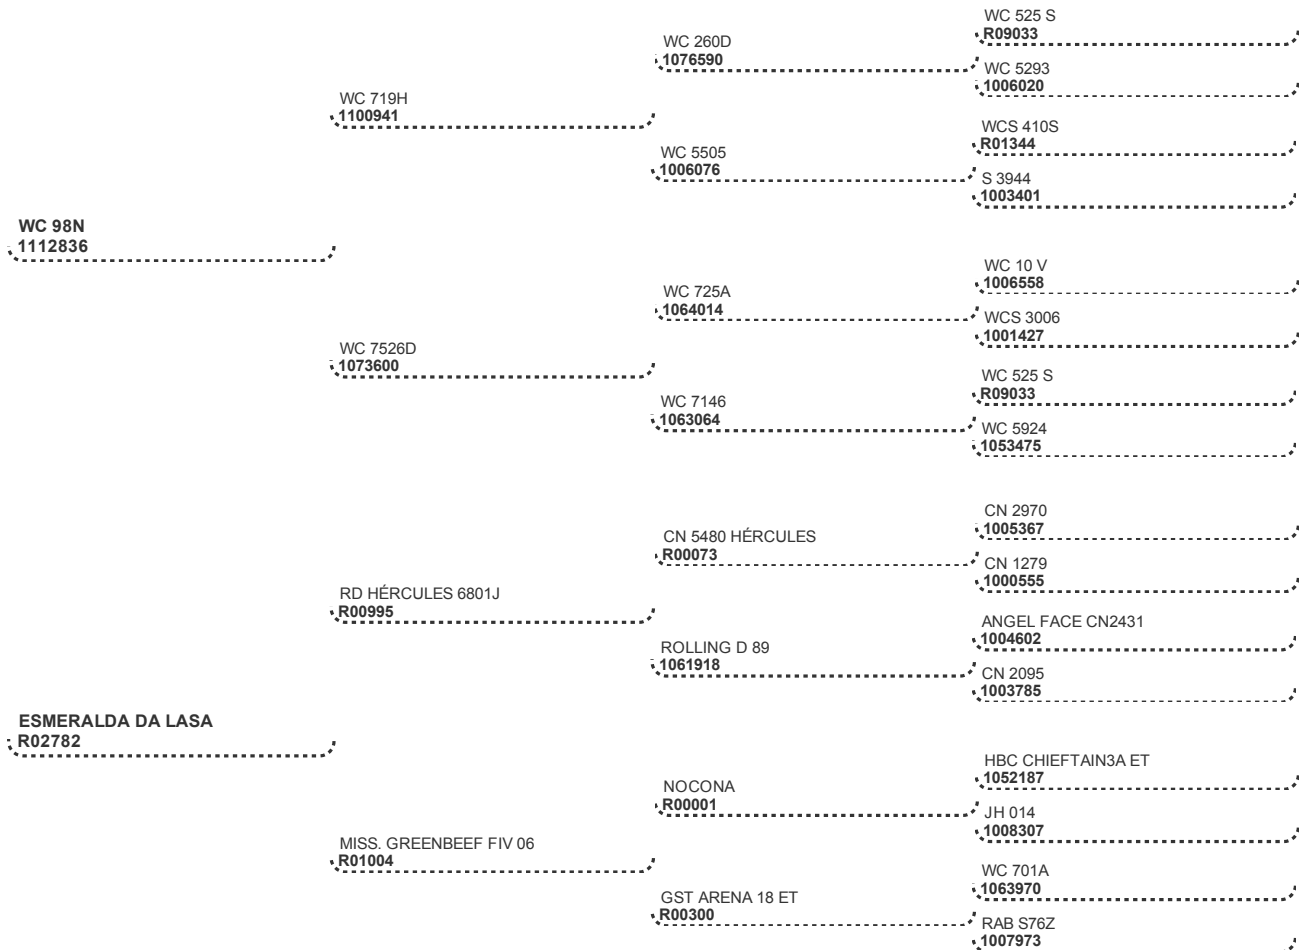 WC 525 S
R09033
WC 260D
1076590
WC 5293
1006020
WC 719H
1100941
WCS 410S
R01344
WC 5505
1006076
S 3944
1003401
WC 98N
1112836
WC 10 V
1006558
WC 725A
1064014
WCS 3006
1001427
WC 7526D
1073600
WC 525 S
R09033
WC 7146
1063064
WC 5924
1053475
CN 2970
1005367
CN 5480 HÉRCULES
R00073
CN 1279
1000555
RD HÉRCULES 6801J
R00995
ANGEL FACE CN2431
1004602
ROLLING D 89
1061918
CN 2095
1003785
ESMERALDA DA LASA
R02782
HBC CHIEFTAIN3A ET
1052187
NOCONA
R00001
JH 014
1008307
MISS. GREENBEEF FIV 06
R01004
WC 701A
1063970
GST ARENA 18 ET
R00300
RAB S76Z
1007973